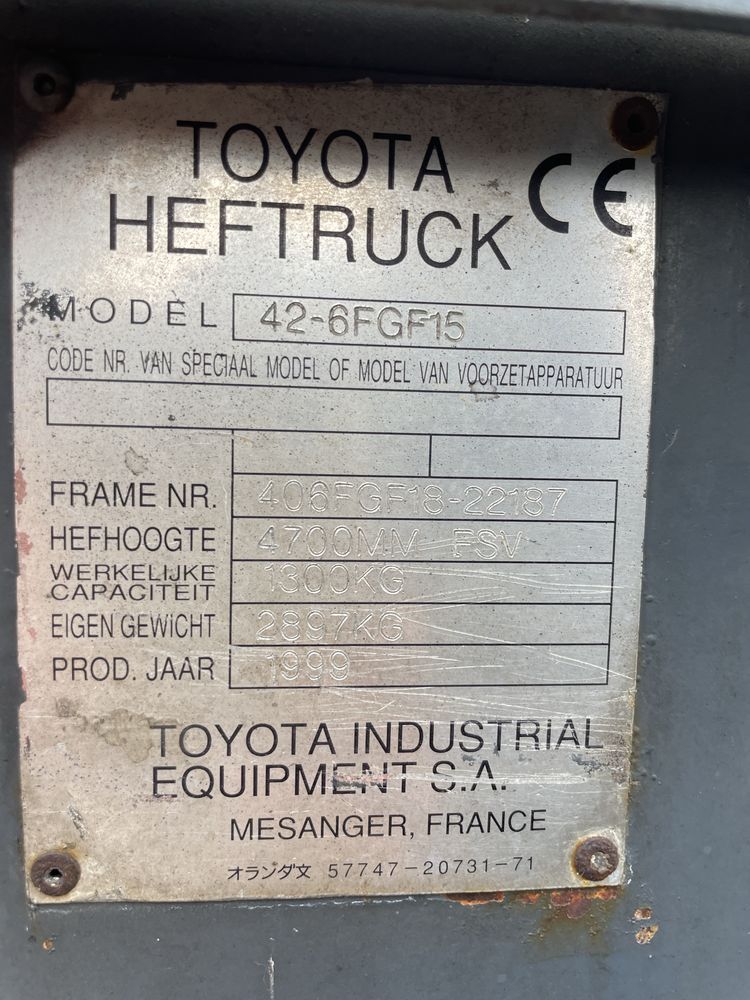 TOYOTA
HEFTRUCK
CE
MODEL 42-6FGF15
CODE NR. VAN SPECIAAL MODEL OF MODEL VAN VOORZETAPPARATUUR
FRAME NR. 406FGF18-22187
HEFHOOGTE 4700MM FSV
WERKELIJKE CAPACITEIT 1300KG
EIGEN GEWICHT 2897KG
PROD. JAAR 1999
TOYOTA INDUSTRIAL
EQUIPMENT S.A.
MESANGER, FRANCE
オランダ文 57747-20731-71